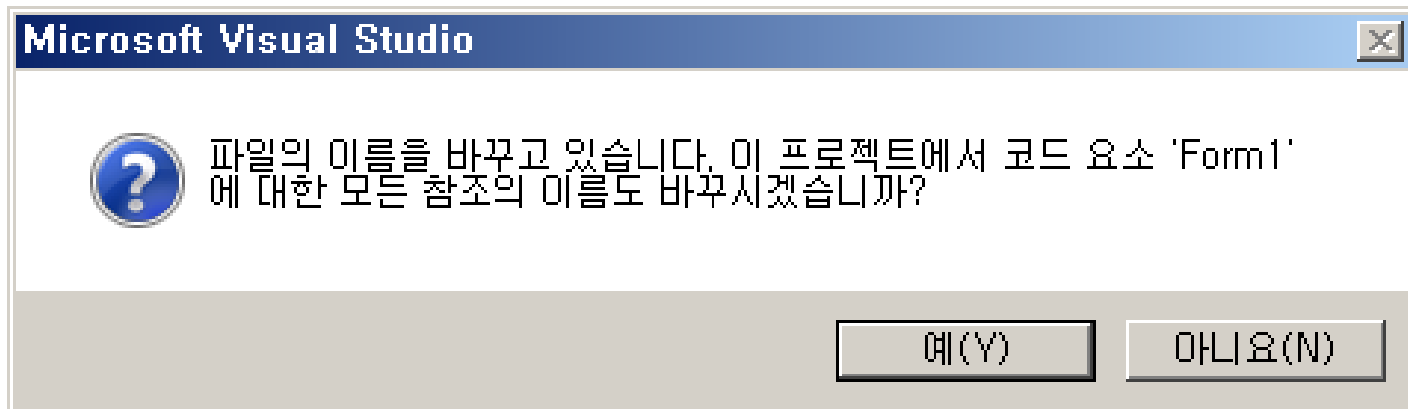 Microsoft Visual Studio
파일의 이름을 바꾸고 있습니다. 이 프로젝트에서 코드 요소 'Form1'
에 대한 모든 참조의 이름도 바꾸시겠습니까?
예(Y) 아니요(N)